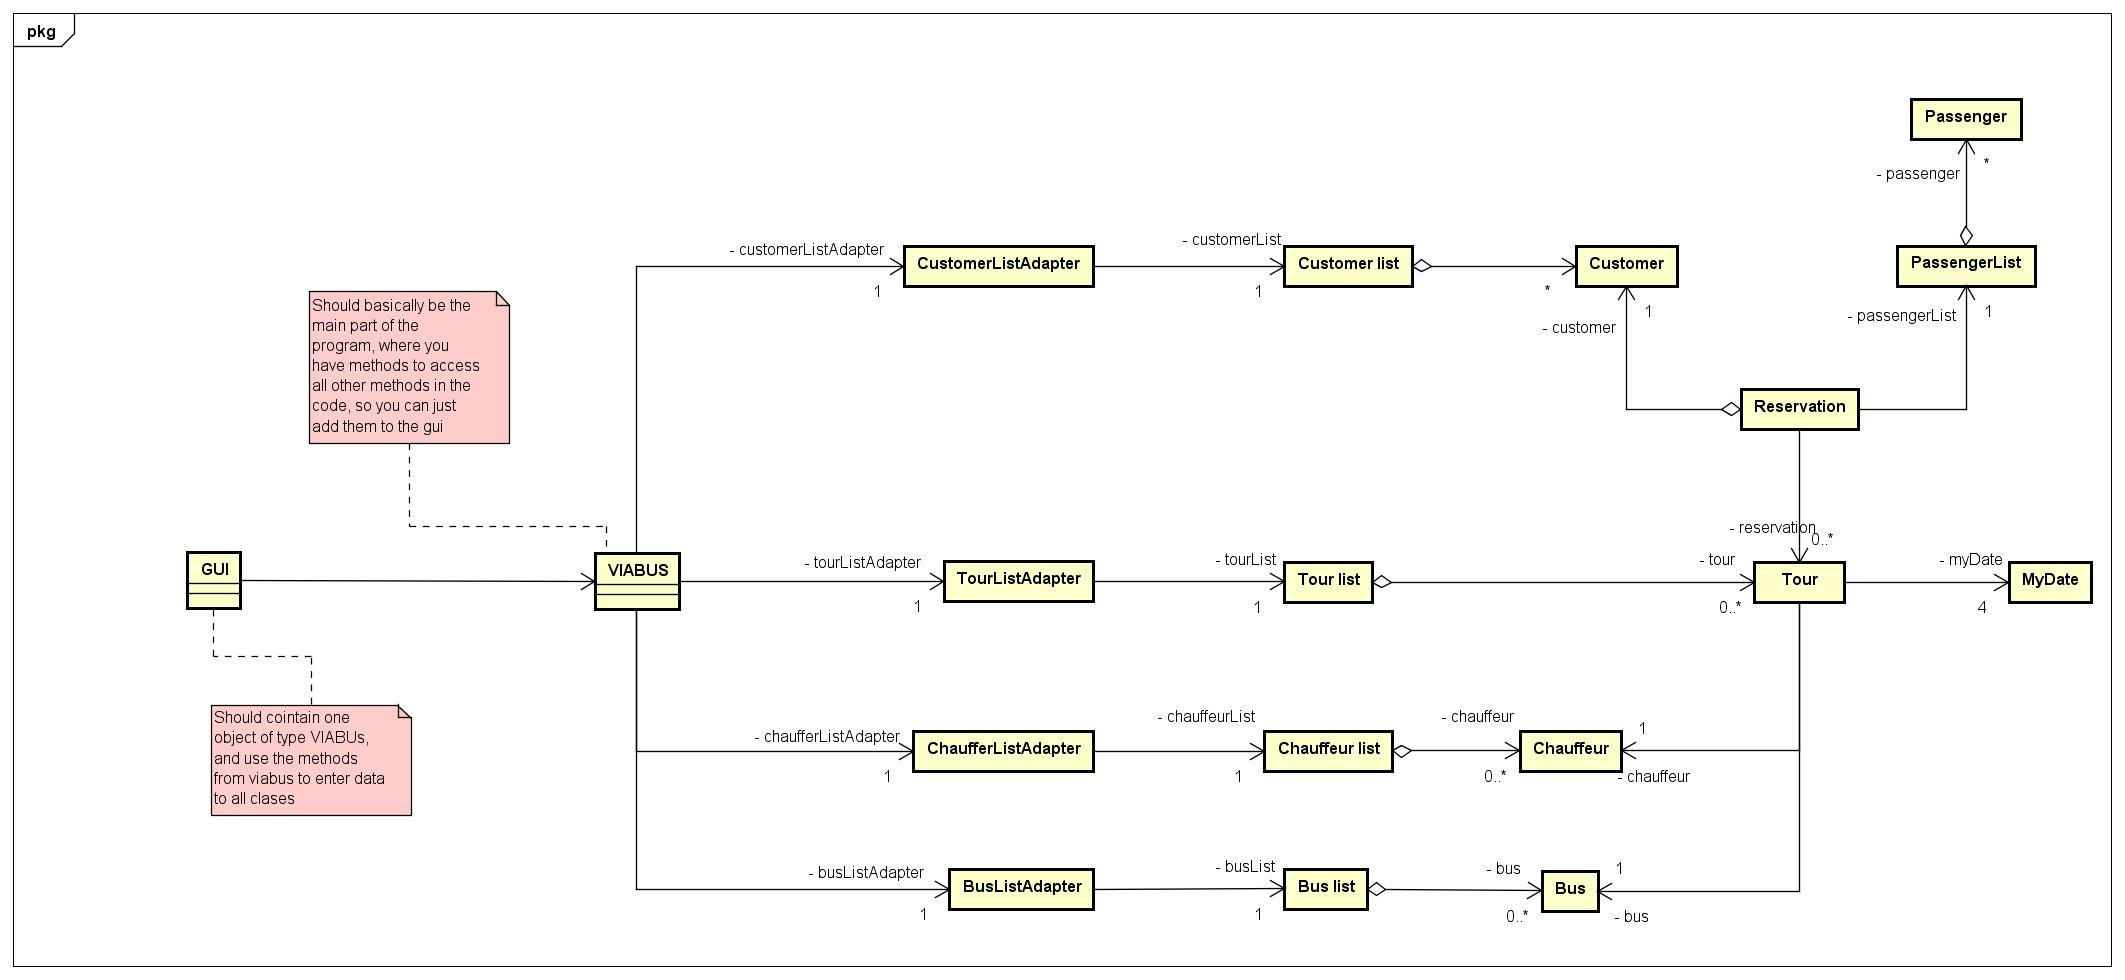 pkg
Passenger
*
- passenger
- customerListAdapter
CustomerListAdapter
1
- customerList
1
Customer list
*
Customer
1
- customer
PassengerList
- passengerList
1
Should basically be the
main part of the
program, where you
have methods to access
all other methods in the
code, so you can just
add them to the gui
Reservation
- reservation
0..*
GUI
VIABUS
- tourListAdapter
1
TourListAdapter
- tourList
1
Tour list
- tour
0..*
Tour
- myDate
4
MyDate
Should cointain one
object of type VIABUs,
and use the methods
from viabus to enter data
to all clases
- chaufferListAdapter
1
ChaufferListAdapter
- chauffeurList
1
Chauffeur list
- chauffeur
0..*
Chauffeur
1
- chauffeur
- busListAdapter
1
BusListAdapter
- busList
1
Bus list
- bus
0..*
Bus
1
- bus